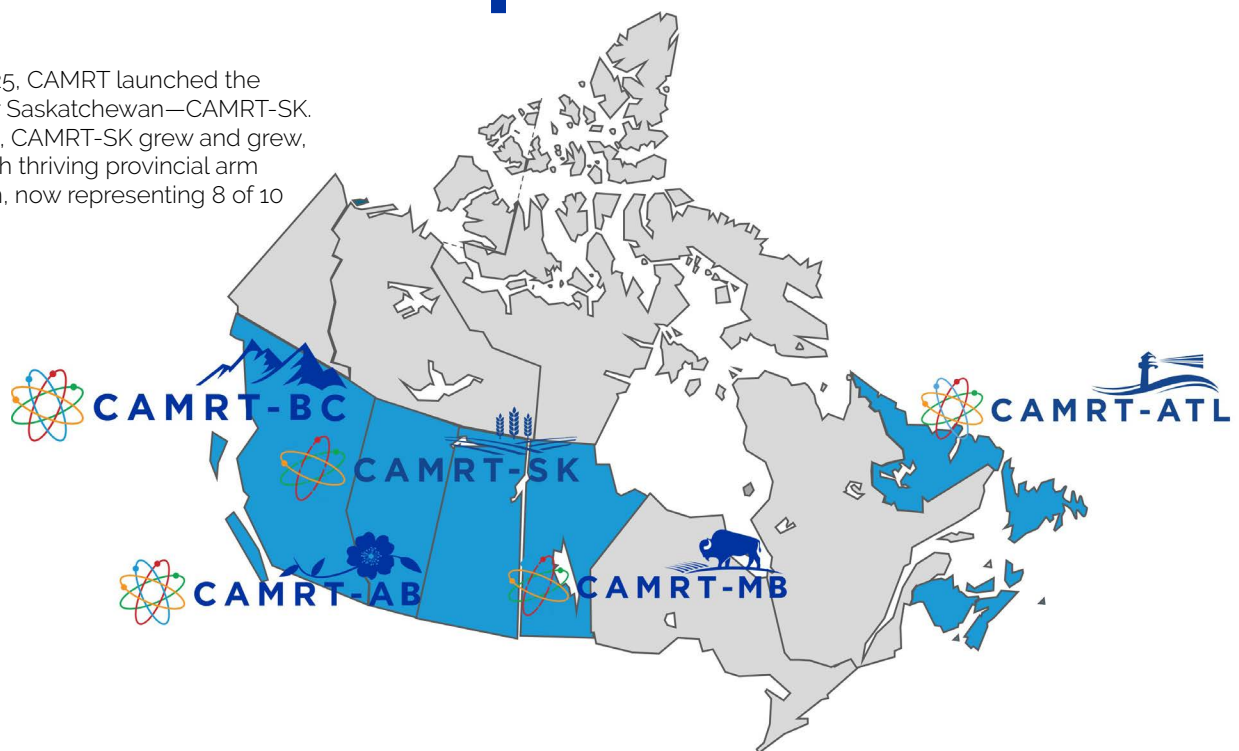 25, CAMRT launched the
Saskatchewan—CAMRT-SK.
, CAMRT-SK grew and grew,
thriving provincial arm
, now representing 8 of 10
CAMRT-BC
CAMRT-ATL
CAMRT-SK
CAMRT-AB
CAMRT-MB